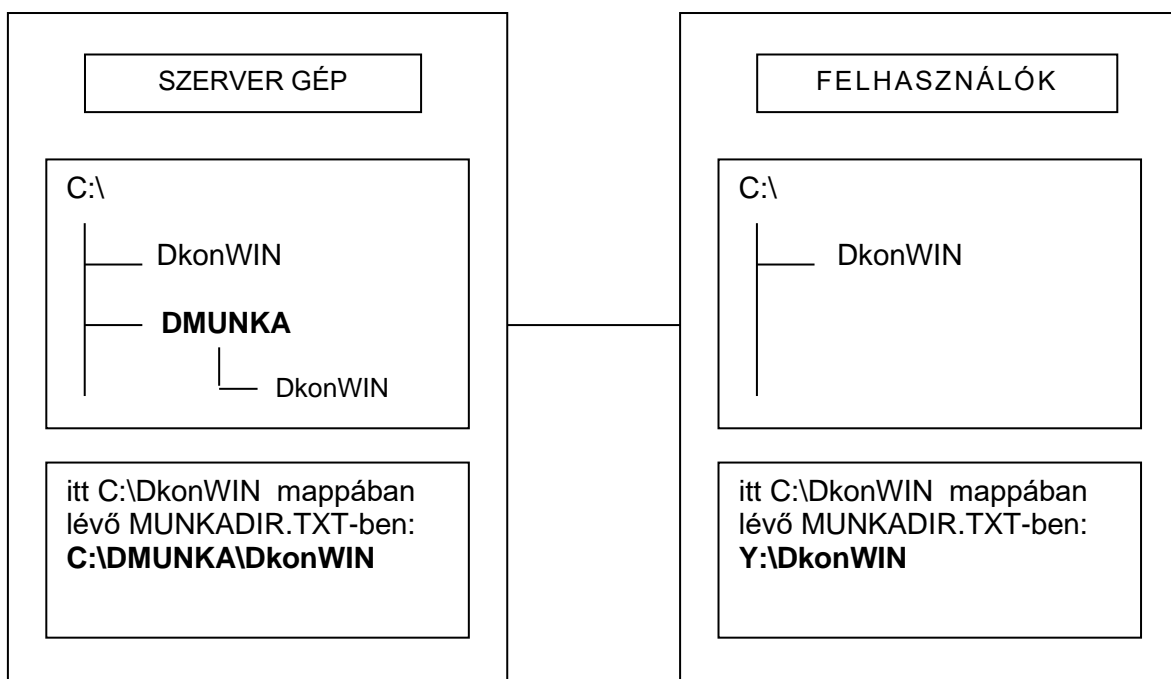 SZERVER GÉP
C:\
DkonWIN
DMUNKA
DkonWIN
itt C:\DkonWIN mappában
lévő MUNKADIR.TXT-ben:
C:\DMUNKA\DkonWIN
FELHASZNÁLÓK
C:\
DkonWIN
itt C:\DkonWIN mappában
lévő MUNKADIR.TXT-ben:
Y:\DkonWIN